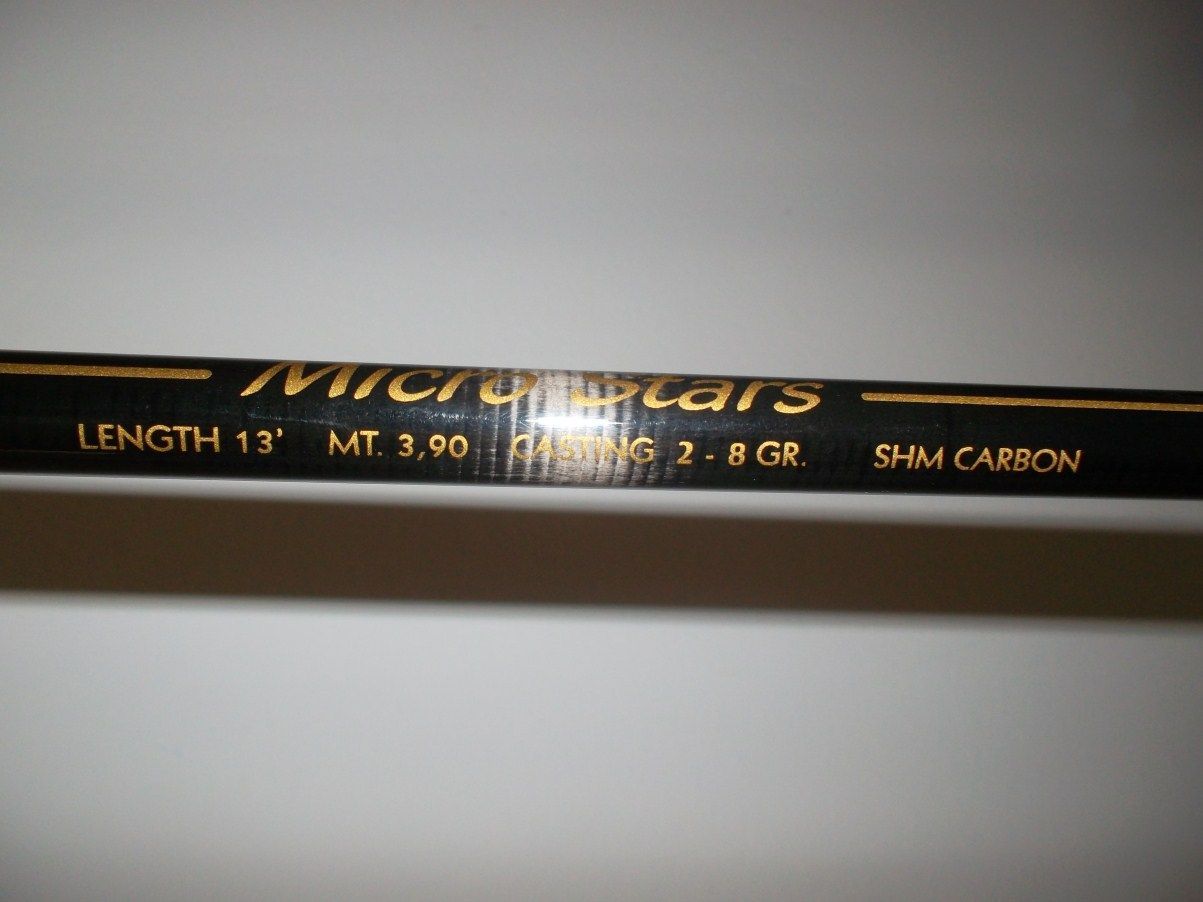 Micro Stars
LENGTH 13' MT. 3,90 CASTING 2 - 8 GR. SHM CARBON